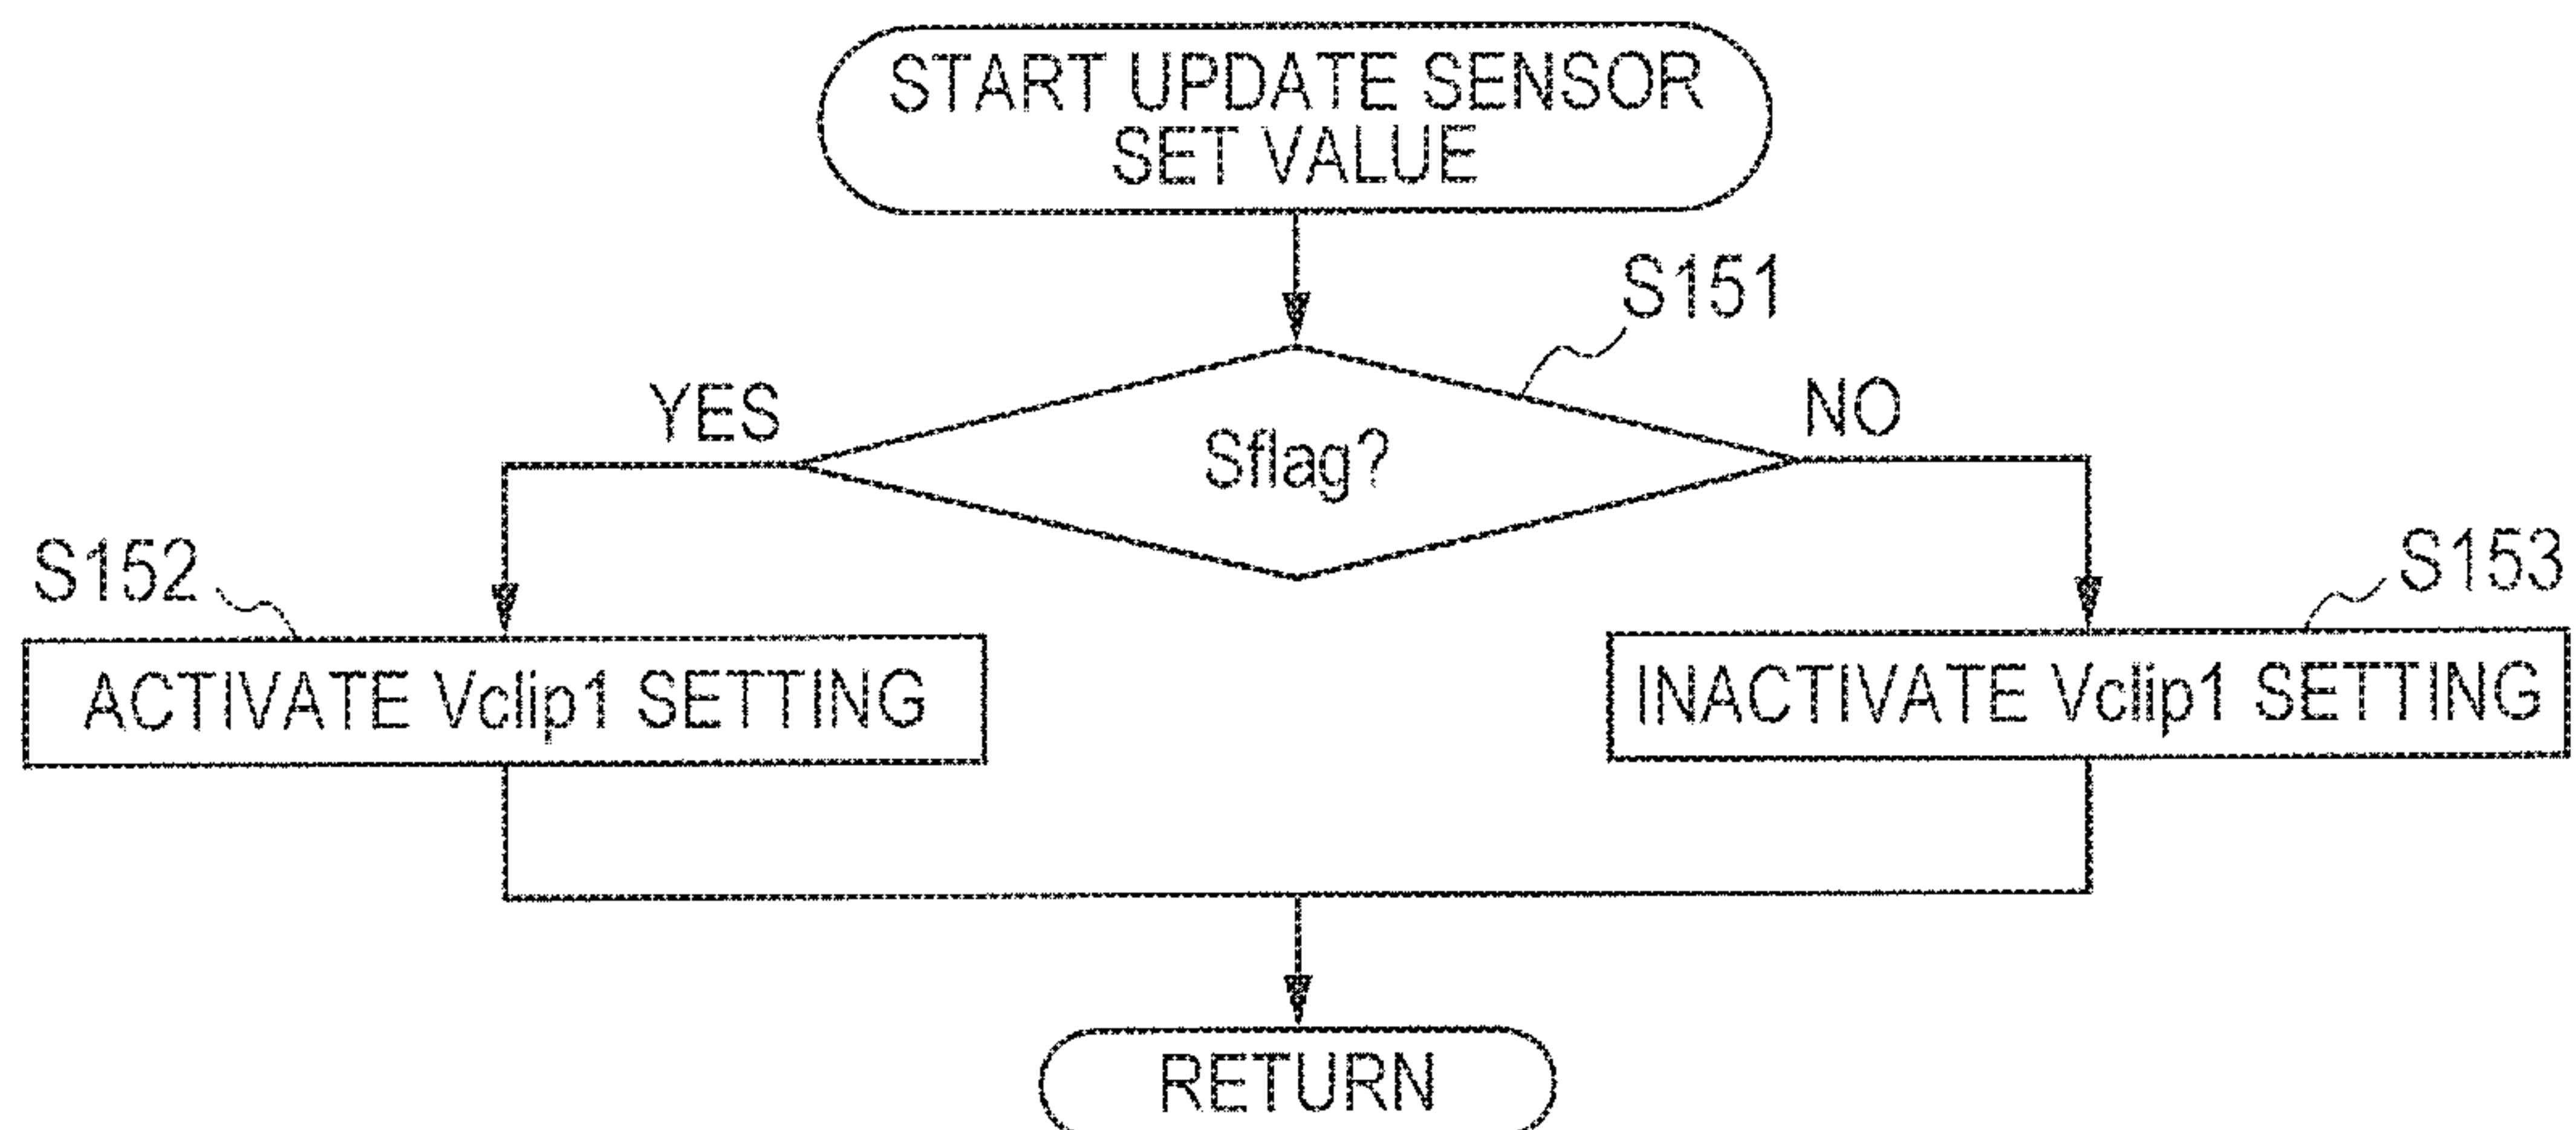 START UPDATE SENSOR
SET VALUE
S151
YES
NO
Sflag?
S152
S153
ACTIVATE Vclip1 SETTING
INACTIVATE Vclip1 SETTING
RETURN